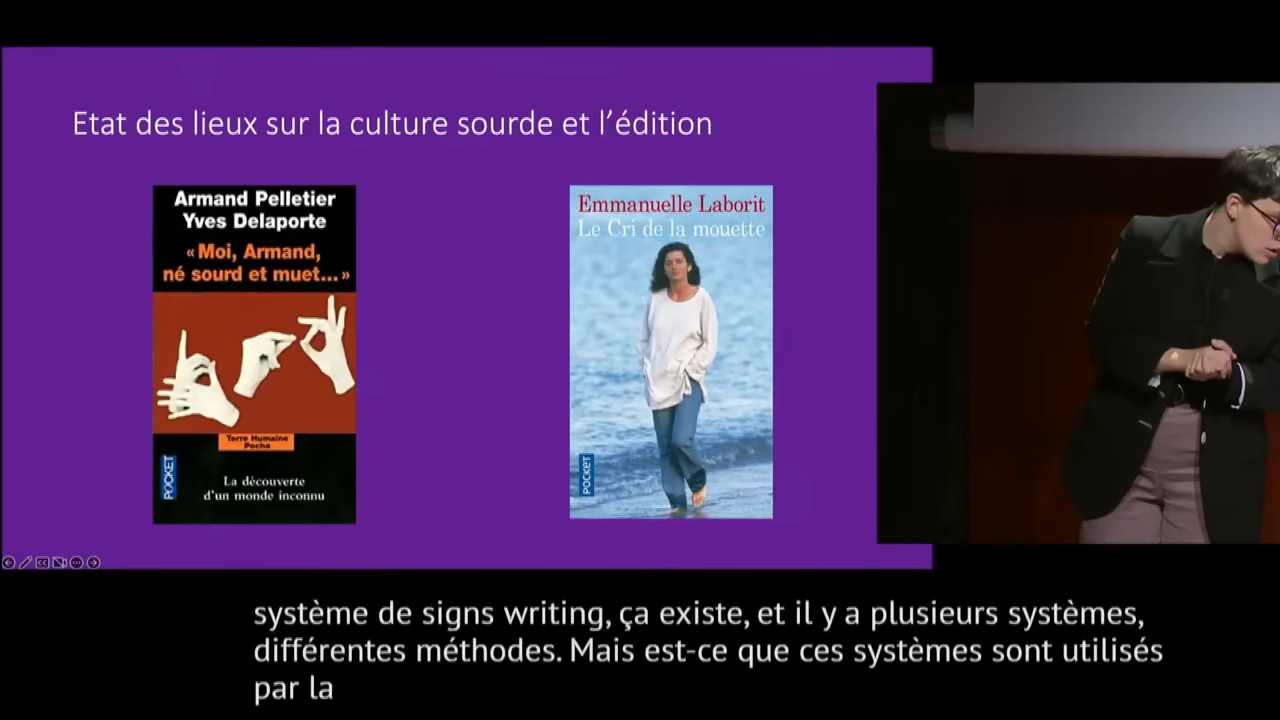 Etat des lieux sur la culture sourde et l’édition
Armand Pelletier
Yves Delaporte
« Moi, Armand,
né sourd et muet... »
Terre Humaine
Poche
POCKET
La découverte
d'un monde inconnu
Emmanuelle Laborit
Le Cri de la mouette
POCKET
système de signs writing, ça existe, et il y a plusieurs systèmes,
différentes méthodes. Mais est-ce que ces systèmes sont utilisés
par la